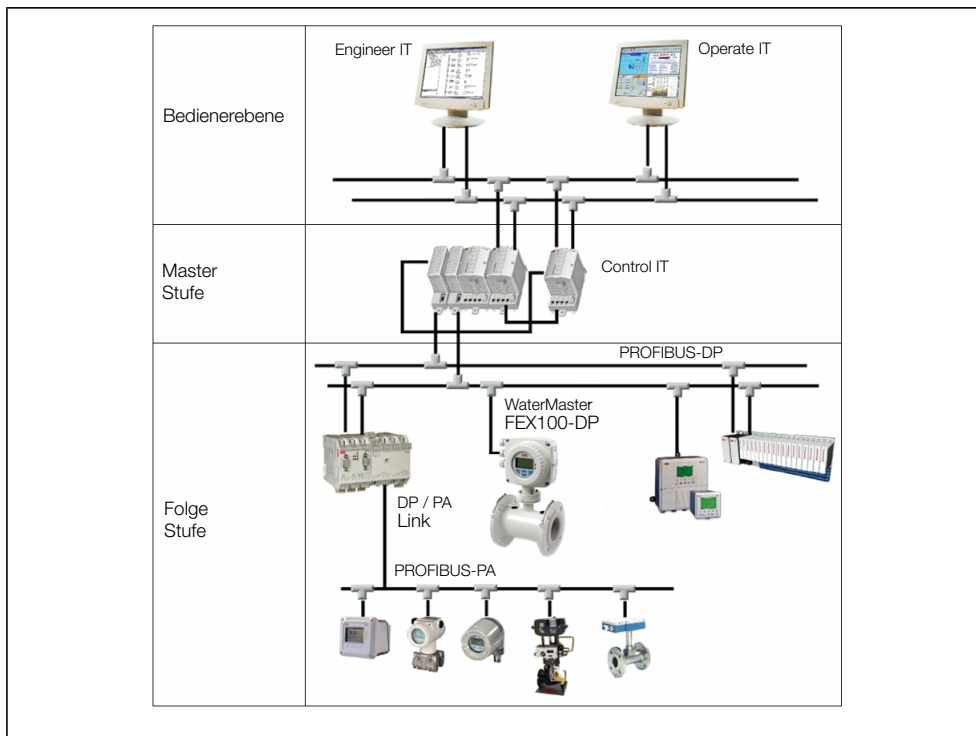 Engineer IT
Operate IT
Bedienerebene
Master
Stufe
Control IT
PROFIBUS-DP
WaterMaster
FEX100-DP
DP / PA
Link
Folge
Stufe
PROFIBUS-PA